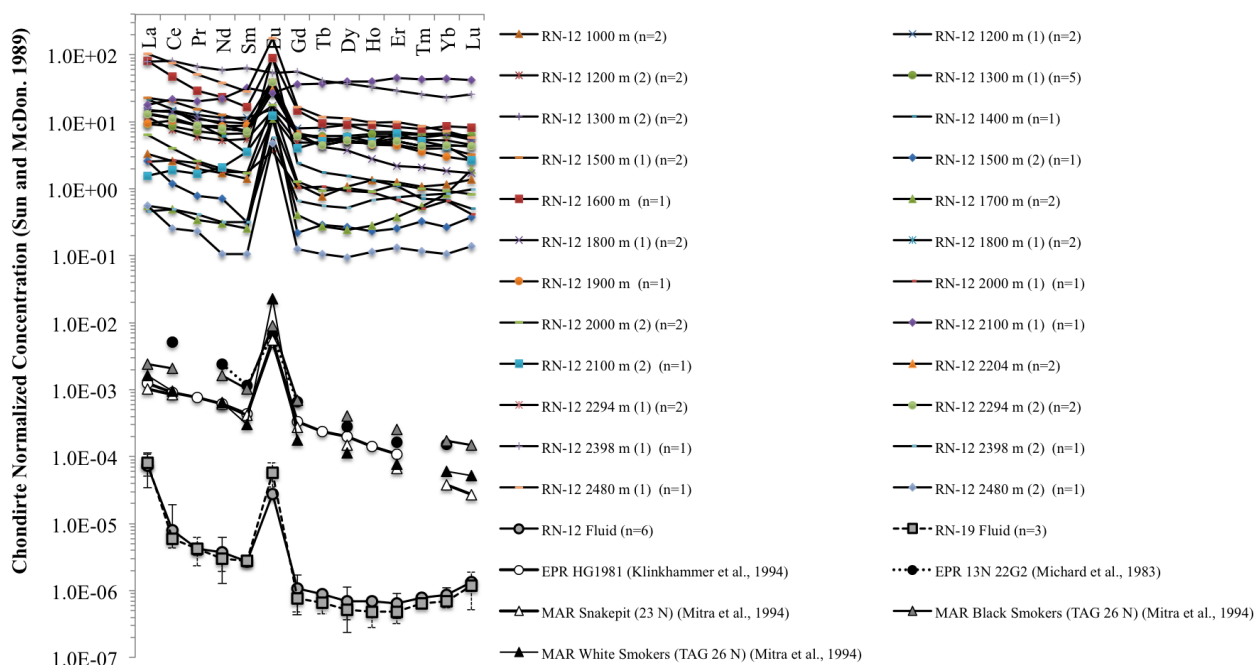 Chondirte Normalized Concentration (Sun and McDon. 1989)
La Ce Pr Nd Sm Eu Gd Tb Dy Ho Er Tm Yb Lu
1.0E+02
1.0E+01
1.0E+00
1.0E-01
1.0E-02
1.0E-03
1.0E-04
1.0E-05
1.0E-06
1.0E-07
RN-12 1000 m (n=2)
RN-12 1200 m (1) (n=2)
RN-12 1200 m (2) (n=2)
RN-12 1300 m (1) (n=5)
RN-12 1300 m (2) (n=2)
RN-12 1400 m (n=1)
RN-12 1500 m (1) (n=2)
RN-12 1500 m (2) (n=1)
RN-12 1600 m (n=1)
RN-12 1700 m (n=2)
RN-12 1800 m (1) (n=2)
RN-12 1800 m (1) (n=2)
RN-12 1900 m (n=1)
RN-12 2000 m (1) (n=1)
RN-12 2000 m (2) (n=2)
RN-12 2100 m (1) (n=1)
RN-12 2100 m (2) (n=1)
RN-12 2204 m (n=2)
RN-12 2294 m (1) (n=2)
RN-12 2294 m (2) (n=2)
RN-12 2398 m (1) (n=1)
RN-12 2398 m (2) (n=1)
RN-12 2480 m (1) (n=1)
RN-12 2480 m (2) (n=1)
RN-12 Fluid (n=6)
RN-19 Fluid (n=3)
EPR HG1981 (Klinkhammer et al., 1994)
EPR 13N 22G2 (Michard et al., 1983)
MAR Snakepit (23 N) (Mitra et al., 1994)
MAR Black Smokers (TAG 26 N) (Mitra et al., 1994)
MAR White Smokers (TAG 26 N) (Mitra et al., 1994)